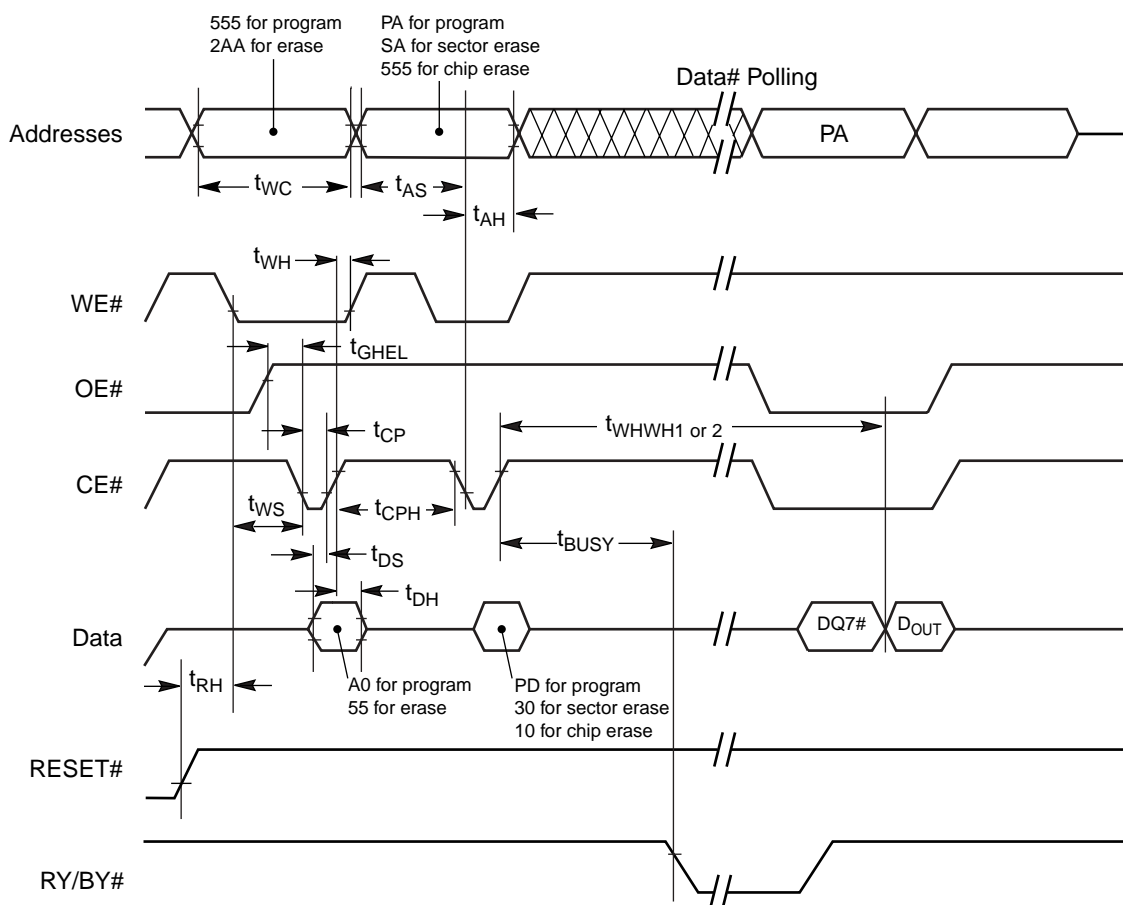 555 for program
2AA for erase
PA for program
SA for sector erase
555 for chip erase
Data# Polling
Addresses
PA
tWC
tAS
tAH
tWH
WE#
tGHEL
OE#
tWHWH1 or 2
tCP
CE#
tWS
tCPH
tBUSY
tDS
tDH
Data
DQ7#
DOUT
tRH
A0 for program
55 for erase
PD for program
30 for sector erase
10 for chip erase
RESET#
RY/BY#